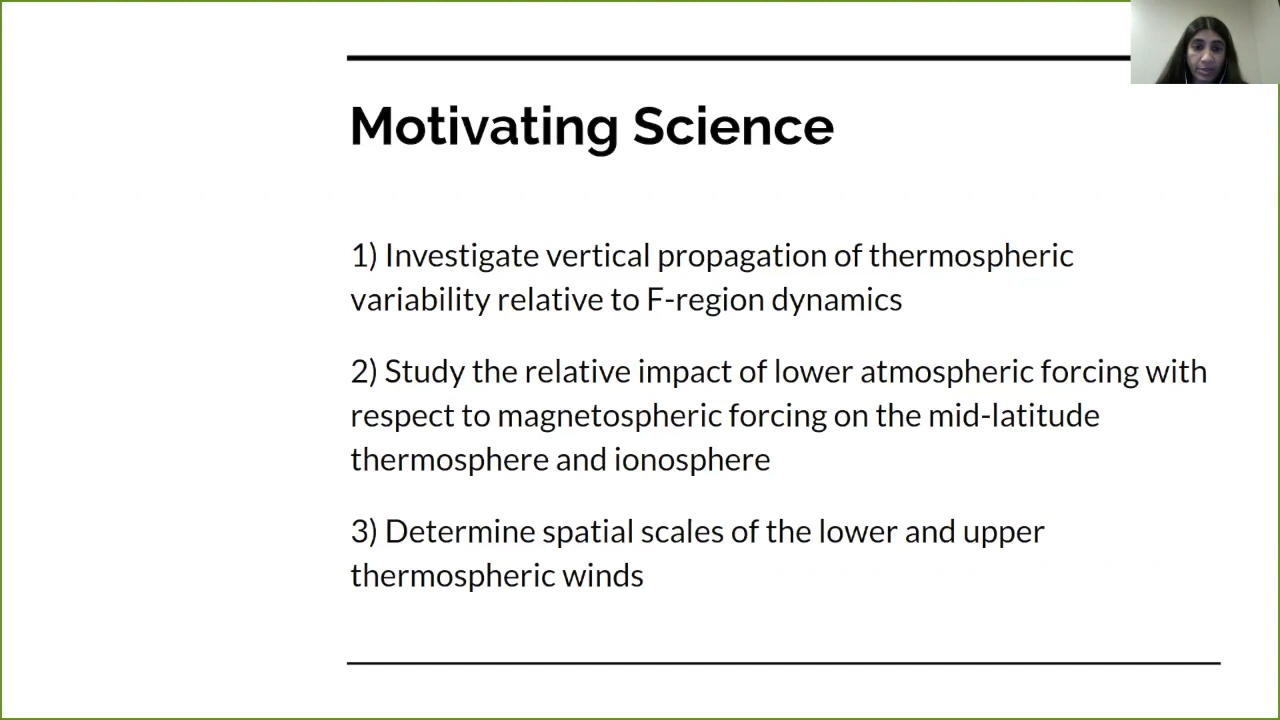 Motivating Science
1) Investigate vertical propagation of thermospheric
variability relative to F-region dynamics
2) Study the relative impact of lower atmospheric forcing with
respect to magnetospheric forcing on the mid-latitude
thermosphere and ionosphere
3) Determine spatial scales of the lower and upper
thermospheric winds